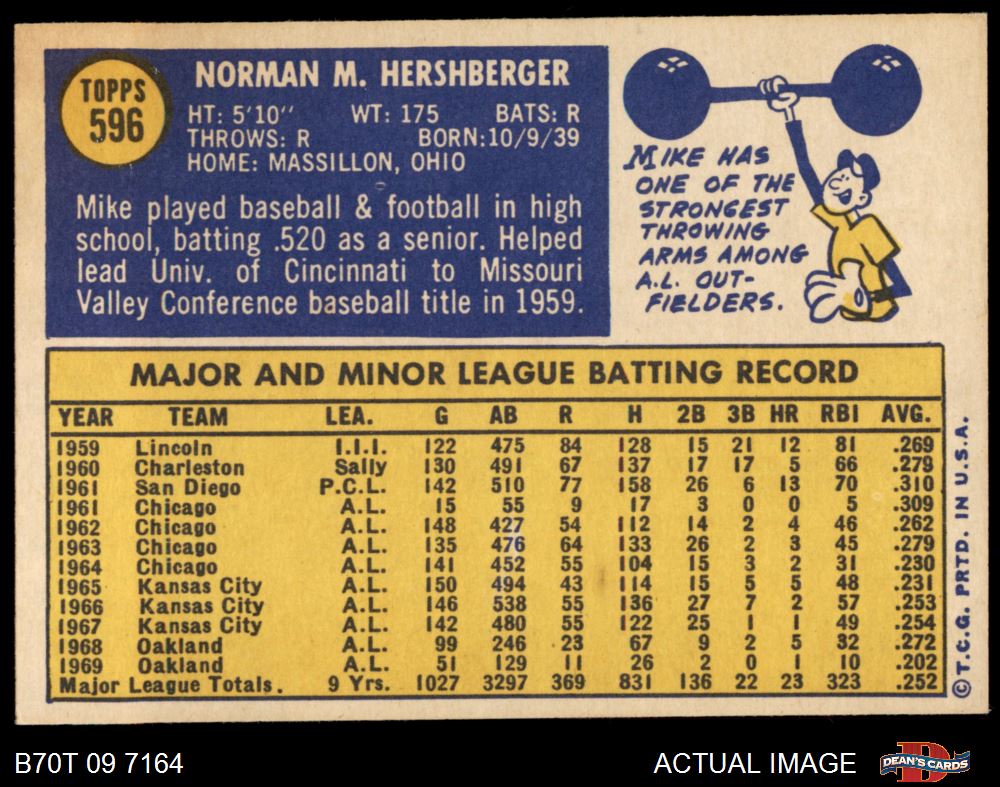 TOPPS
596
NORMAN M. HERSHBERGER
HT: 5'10'' WT: 175 BATS: R
THROWS: R BORN:10/9/39
HOME: MASSILLON, OHIO
Mike played baseball & football in high
school, batting .520 as a senior. Helped
lead Univ. of Cincinnati to Missouri
Valley Conference baseball title in 1959.
MIKE HAS
ONE OF THE
STRONGEST
THROWING
ARMS AMONG
A.L. OUT-
FIELDERS.
MAJOR AND MINOR LEAGUE BATTING RECORD
YEAR TEAM LEA. G AB R H 2B 3B HR RBI AVG.
1959 Lincoln I.I.I. 122 475 84 128 15 21 12 81 .269
1960 Charleston Sally 130 491 67 137 17 17 5 66 .279
1961 San Diego P.C.L. 142 510 77 158 26 6 13 70 .310
1961 Chicago A.L. 15 55 9 17 3 0 0 5 .309
1962 Chicago A.L. 148 427 54 112 14 2 4 46 .262
1963 Chicago A.L. 135 476 64 133 26 2 3 45 .279
1964 Chicago A.L. 141 452 55 104 15 3 2 31 .230
1965 Kansas City A.L. 150 494 43 114 15 5 5 48 .231
1966 Kansas City A.L. 146 538 55 136 27 7 2 57 .253
1967 Kansas City A.L. 142 480 55 122 25 1 1 49 .254
1968 Oakland A.L. 99 246 23 67 9 2 5 32 .272
1969 Oakland A.L. 51 129 11 26 2 0 1 10 .202
Major League Totals. 9 Yrs. 1027 3297 369 831 136 22 23 323 .252
©T.C.G. PRTD. IN U.S.A.
B70T 09 7164
ACTUAL IMAGE
DEAN'S CARDS